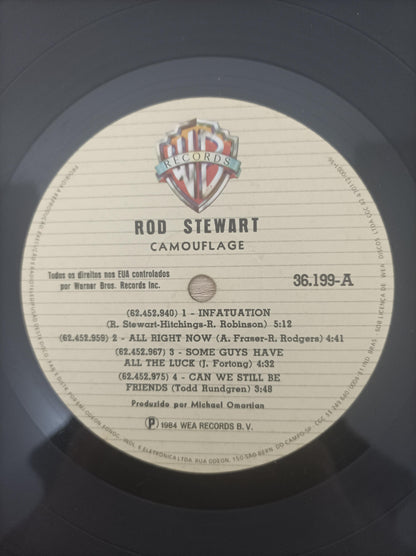 WB
RECORDS
ROD STEWART
CAMOUFLAGE
Todos os direitos nos EUA controlados
por Warner Bros. Records Inc.
36.199-A
(62.452.940) 1 - INFATUATION
(R. Stewart-Hitchings-R. Robinson) 5:12
(62.452.959) 2 - ALL RIGHT NOW (A. Fraser-R. Rodgers) 4:41
(62.452.967) 3 - SOME GUYS HAVE
ALL THE LUCK (J. Fortong) 4:32
(62.452.975) 4 - CAN WE STILL BE
FRIENDS (Todd Rundgren) 3:48
Produzido por Michael Omartian
Ⓟ 1984 WEA RECORDS B. V.